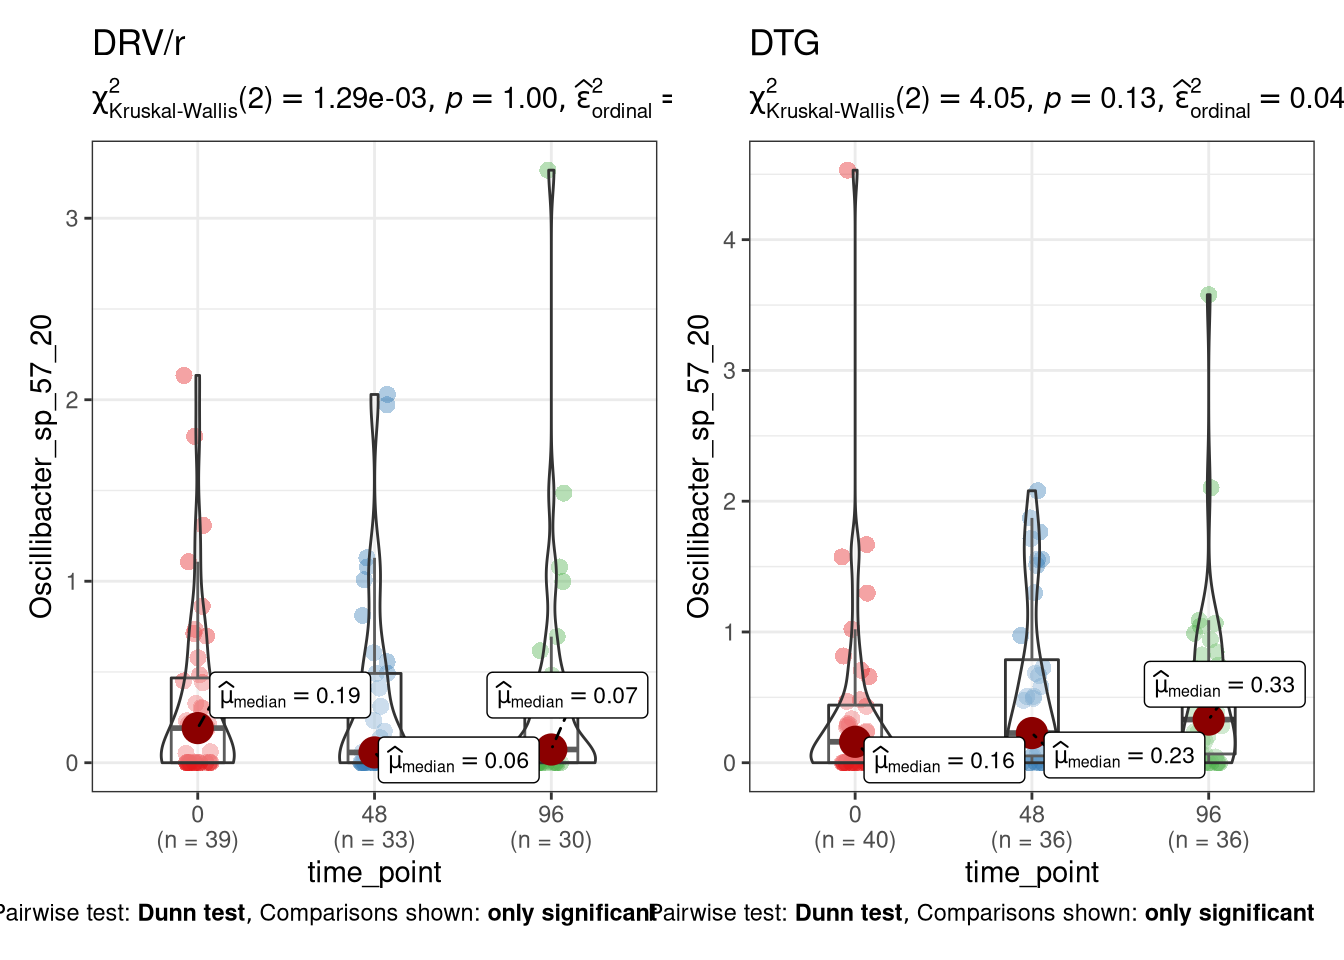 DRV/r
χ²Kruskal-Wallis(2) = 1.29e-03, p = 1.00, ε̂²ordinal =
3
2
1
0
Oscillibacter_sp_57_20
μ̂median = 0.19
μ̂median = 0.06
μ̂median = 0.07
0 48 96
(n = 39) (n = 33) (n = 30)
time_point
Pairwise test: Dunn test, Comparisons shown: only significant
DTG
χ²Kruskal-Wallis(2) = 4.05, p = 0.13, ε̂²ordinal = 0.04
4
3
2
1
0
Oscillibacter_sp_57_20
μ̂median = 0.16
μ̂median = 0.23
μ̂median = 0.33
0 48 96
(n = 40) (n = 36) (n = 36)
time_point
Pairwise test: Dunn test, Comparisons shown: only significant